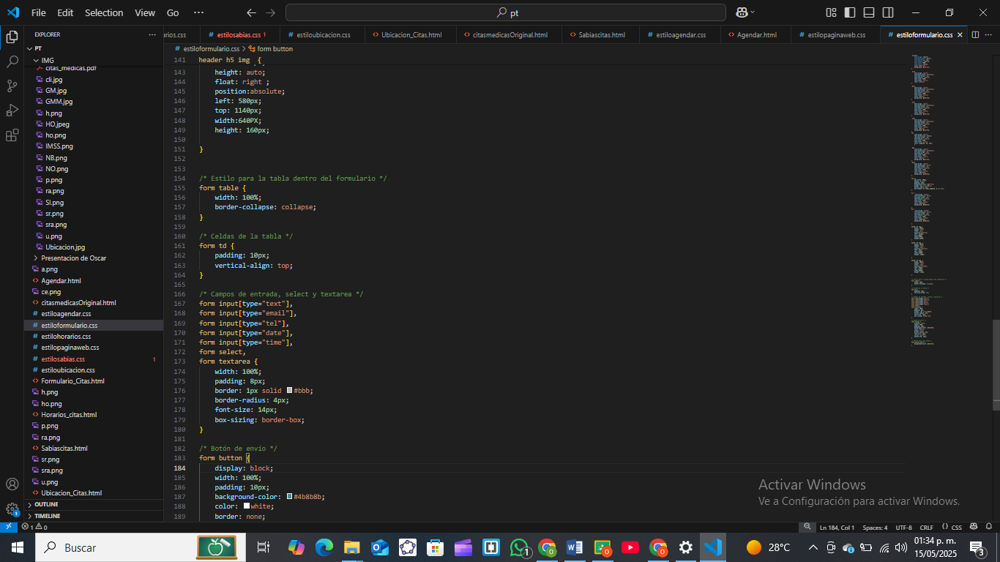 File Edit Selection View Go ··· pt
EXPLORER ···
PT
IMG
citas_medicas.pdf
cli.jpg
GM.jpg
GMM.jpg
h.png
HO.jpeg
ho.png
IMSS.png
NB.png
NO.png
p.png
ra.png
SI.png
sr.png
sra.png
u.png
Ubicacion.jpg
Presentacion de Oscar
a.png
Agendar.html
ce.png
citasmedicasOriginal.html
estiloagendar.css
estiloformulario.css
estilohorarios.css
estilopaginaweb.css
estilosabias.css 1
estiloubicacion.css
Formulario_Citas.html
h.png
ho.png
Horarios_citas.html
p.png
ra.png
Sabiascitas.html
sr.png
sra.png
u.png
Ubicacion_Citas.html
OUTLINE
TIMELINE
arios.css # estilosabias.css 1 # estiloubicacion.css Ubicacion_Citas.html citasmedicasOriginal.html Sabiascitas.html # estiloagendar.css Agendar.html # estilopaginaweb.css # estiloformulario.css ···
# estiloformulario.css > form button
141 header h5 img {
143 height: auto;
144 float: right ;
145 position:absolute;
146 left: 580px;
147 top: 1140px;
148 width:640PX;
149 height: 160px;
150
151 }
152
153
154 /* Estilo para la tabla dentro del formulario */
155 form table {
156 width: 100%;
157 border-collapse: collapse;
158 }
159
160 /* Celdas de la tabla */
161 form td {
162 padding: 10px;
163 vertical-align: top;
164 }
165
166 /* Campos de entrada, select y textarea */
167 form input[type="text"],
168 form input[type="email"],
169 form input[type="tel"],
170 form input[type="date"],
171 form input[type="time"],
172 form select,
173 form textarea {
174 width: 100%;
175 padding: 8px;
176 border: 1px solid #bbb;
177 border-radius: 4px;
178 font-size: 14px;
179 box-sizing: border-box;
180 }
181
182 /* Botón de envío */
183 form button {
184 display: block;
185 width: 100%;
186 padding: 10px;
187 background-color: #4b8b8b;
188 color: white;
189 border: none;
Activar Windows
Ve a Configuración para activar Windows.
1 0 Ln 184, Col 1 Spaces: 4 UTF-8 CRLF {} CSS
Buscar
28°C
01:34 p. m.
15/05/2025
3